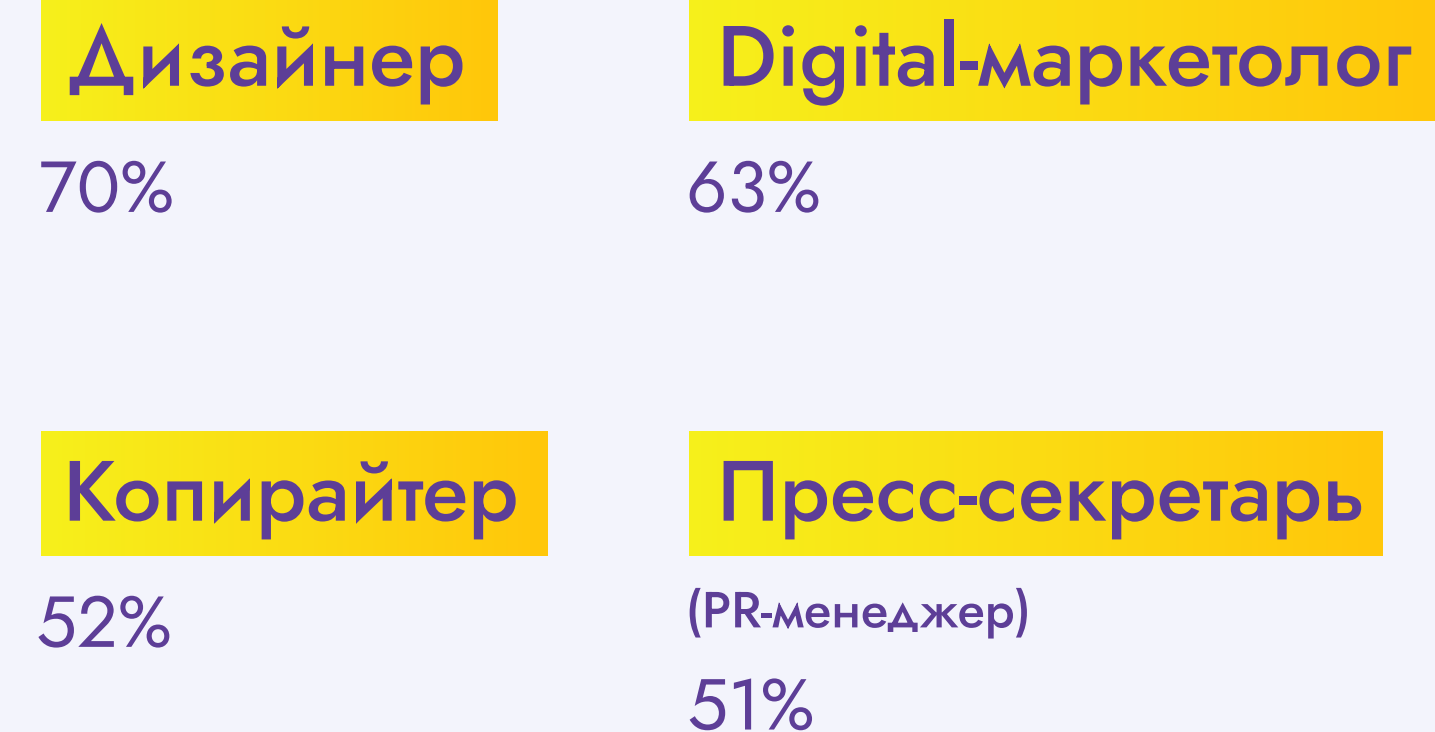 Дизайнер
70%
Digital-маркетолог
63%
Копирайтер
52%
Пресс-секретарь
(PR-менеджер)
51%